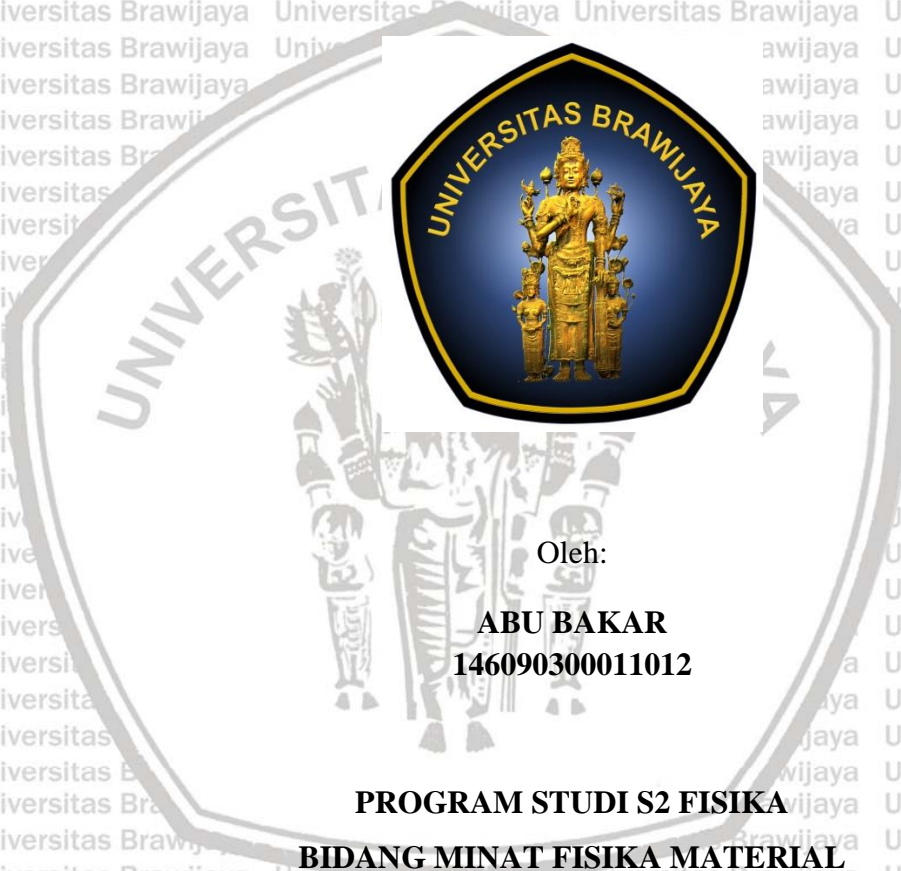 UNIVERSITAS BRAWIJAYA
Oleh:
ABU BAKAR
146090300011012
PROGRAM STUDI S2 FISIKA
BIDANG MINAT FISIKA MATERIAL